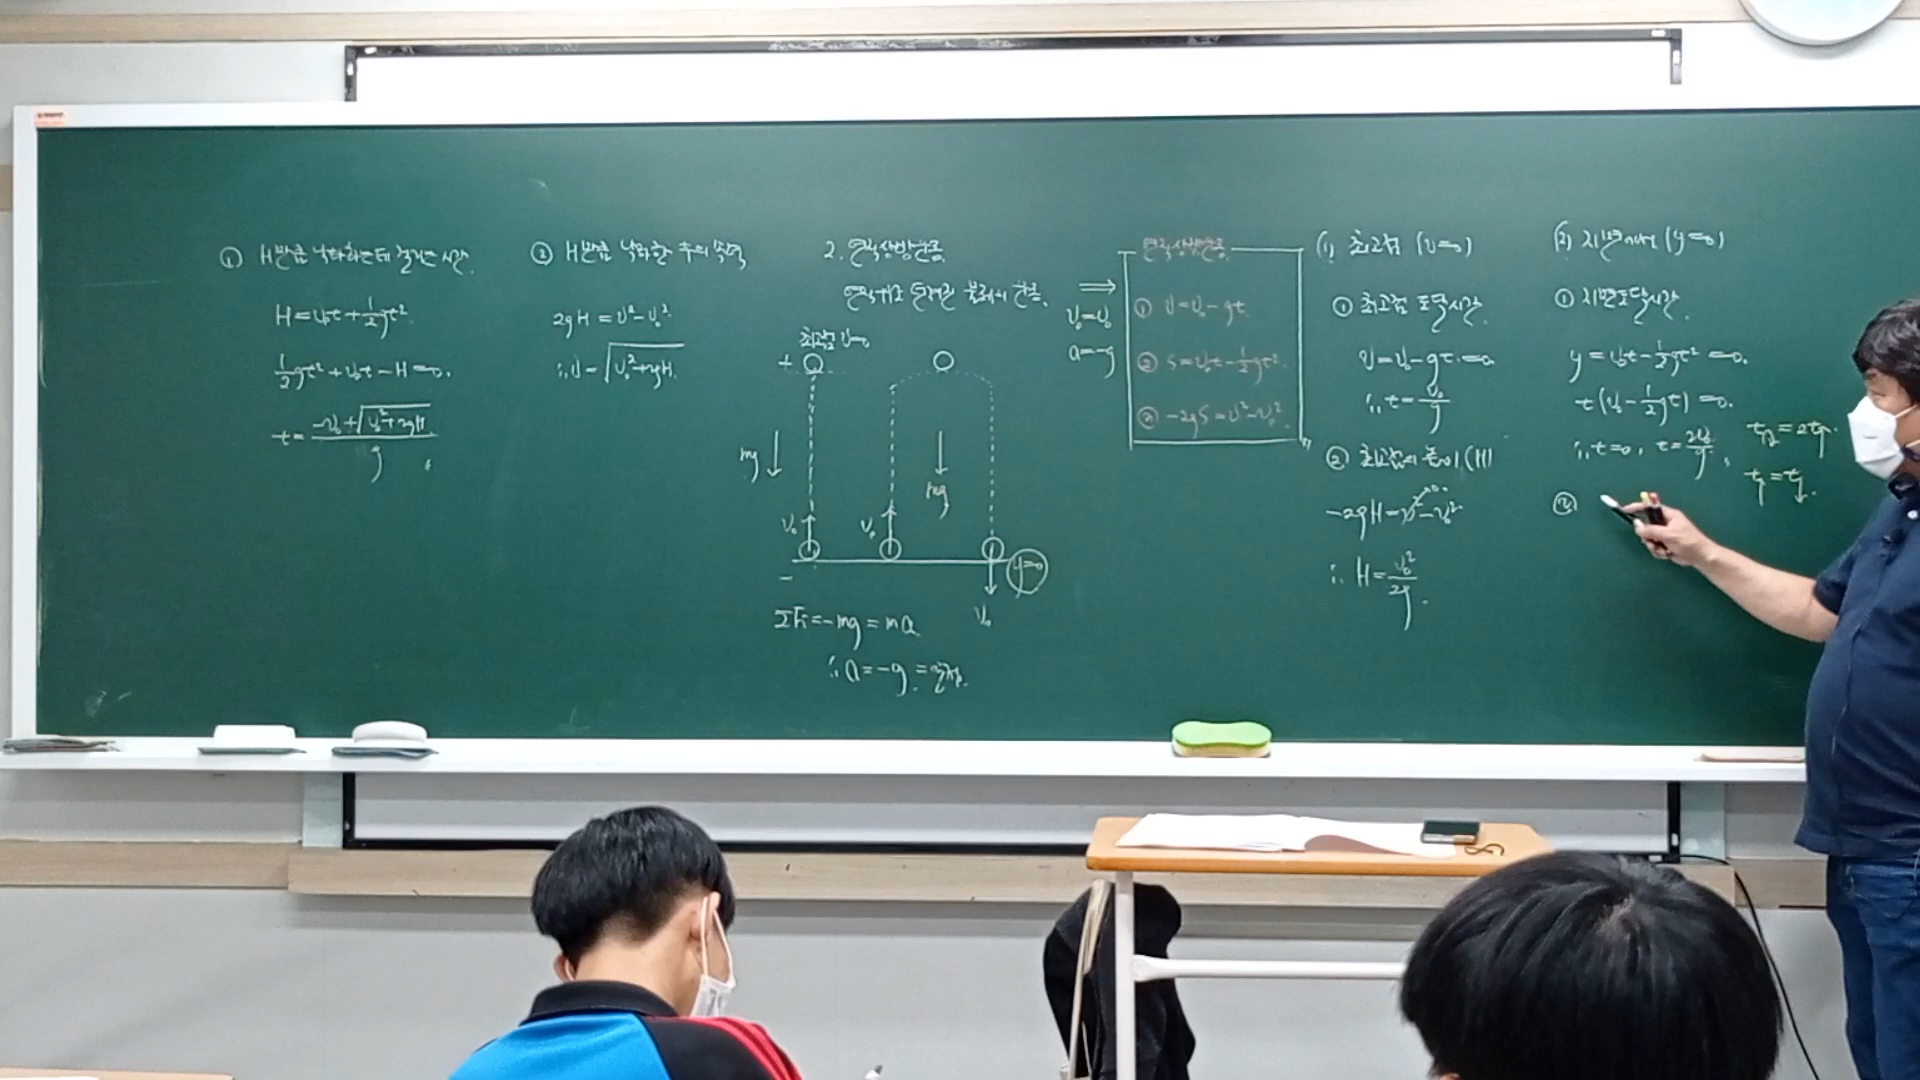 ① H만큼 낙하하는데 걸리는 시간.
H=v₀t+½gt².
½gt²+v₀t-H=0.
t=(-v₀+√(v₀²+2gH))/g
② H만큼 낙하한 후의 속력
2gH=v²-v₀².
∴v=√(v₀²+2gH).
2. 연직상방운동.
연직위로 던져진 물체의 운동.
최고점 v=0
+
mg
mg
v₀
v₀
y=0
-
v₀
ΣF=-mg=ma.
∴a=-g.=일정.
⇒
v₀=v₀
a=-g
연직상방운동.
① v=v₀-gt.
② s=v₀t-½gt².
③ -2gS=v²-v₀².
(1) 최고점 (v=0)
① 최고점 도달시간.
v=v₀-gt.=0
∴t=v₀/g
② 최고점의 높이(H)
-2gH=v²-v₀²
∴ H=v₀²/2g.
(2) 지면에서 (y=0)
① 지면도달시간.
y=v₀t-½gt²=0.
t(v₀-½gt)=0.
∴t=0, t=2v₀/g.
②